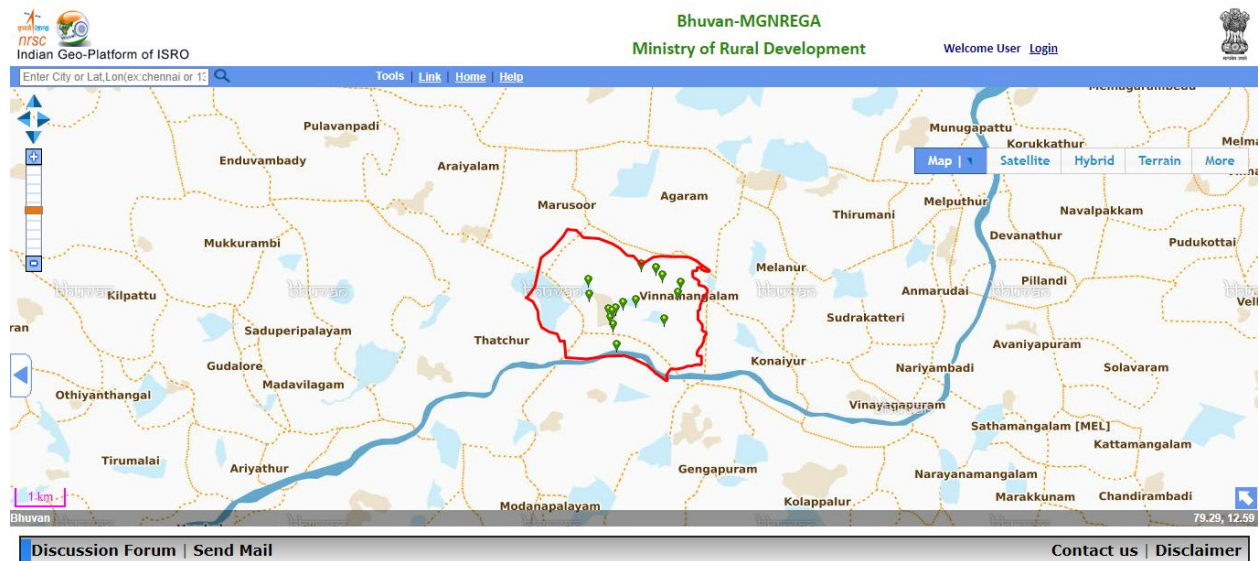 Bhuvan-MGNREGA
Ministry of Rural Development
Welcome User Login
nrsc
Indian Geo-Platform of ISRO
Enter City or Lat,Lon(ex:chennai or 13
Tools | Link | Home | Help
Pulavanpadi
Munugapattu
Korukkathur
Enduvambady
Araiyalam
Map | Satellite Hybrid Terrain More
Agaram
Marusoor
Thirumani
Melputhur
Navalpakkam
Devanathur
Mukkurambi
Pudukottai
Melanur
Pillandi
bhuvan
bhuvan
bhuvan
Kilpattu
Vinnamangalam
Anmarudai
Sadueripalayam
Sudrakatteri
Thatchur
Avaniyapuram
Gudalore
Konaiyur
Nariyambadi
Solavaram
Madavilagam
Othiyanthangal
Vinayagapuram
Sathamangalam [MEL]
Kattamangalam
Tirumalai
Ariyathur
Gengapuram
Narayanamangalam
1 km
Modanapalayam
Kolappalur
Marakkunam
Chandirambadi
Bhuvan
79.29, 12.59
Discussion Forum | Send Mail
Contact us | Disclaimer